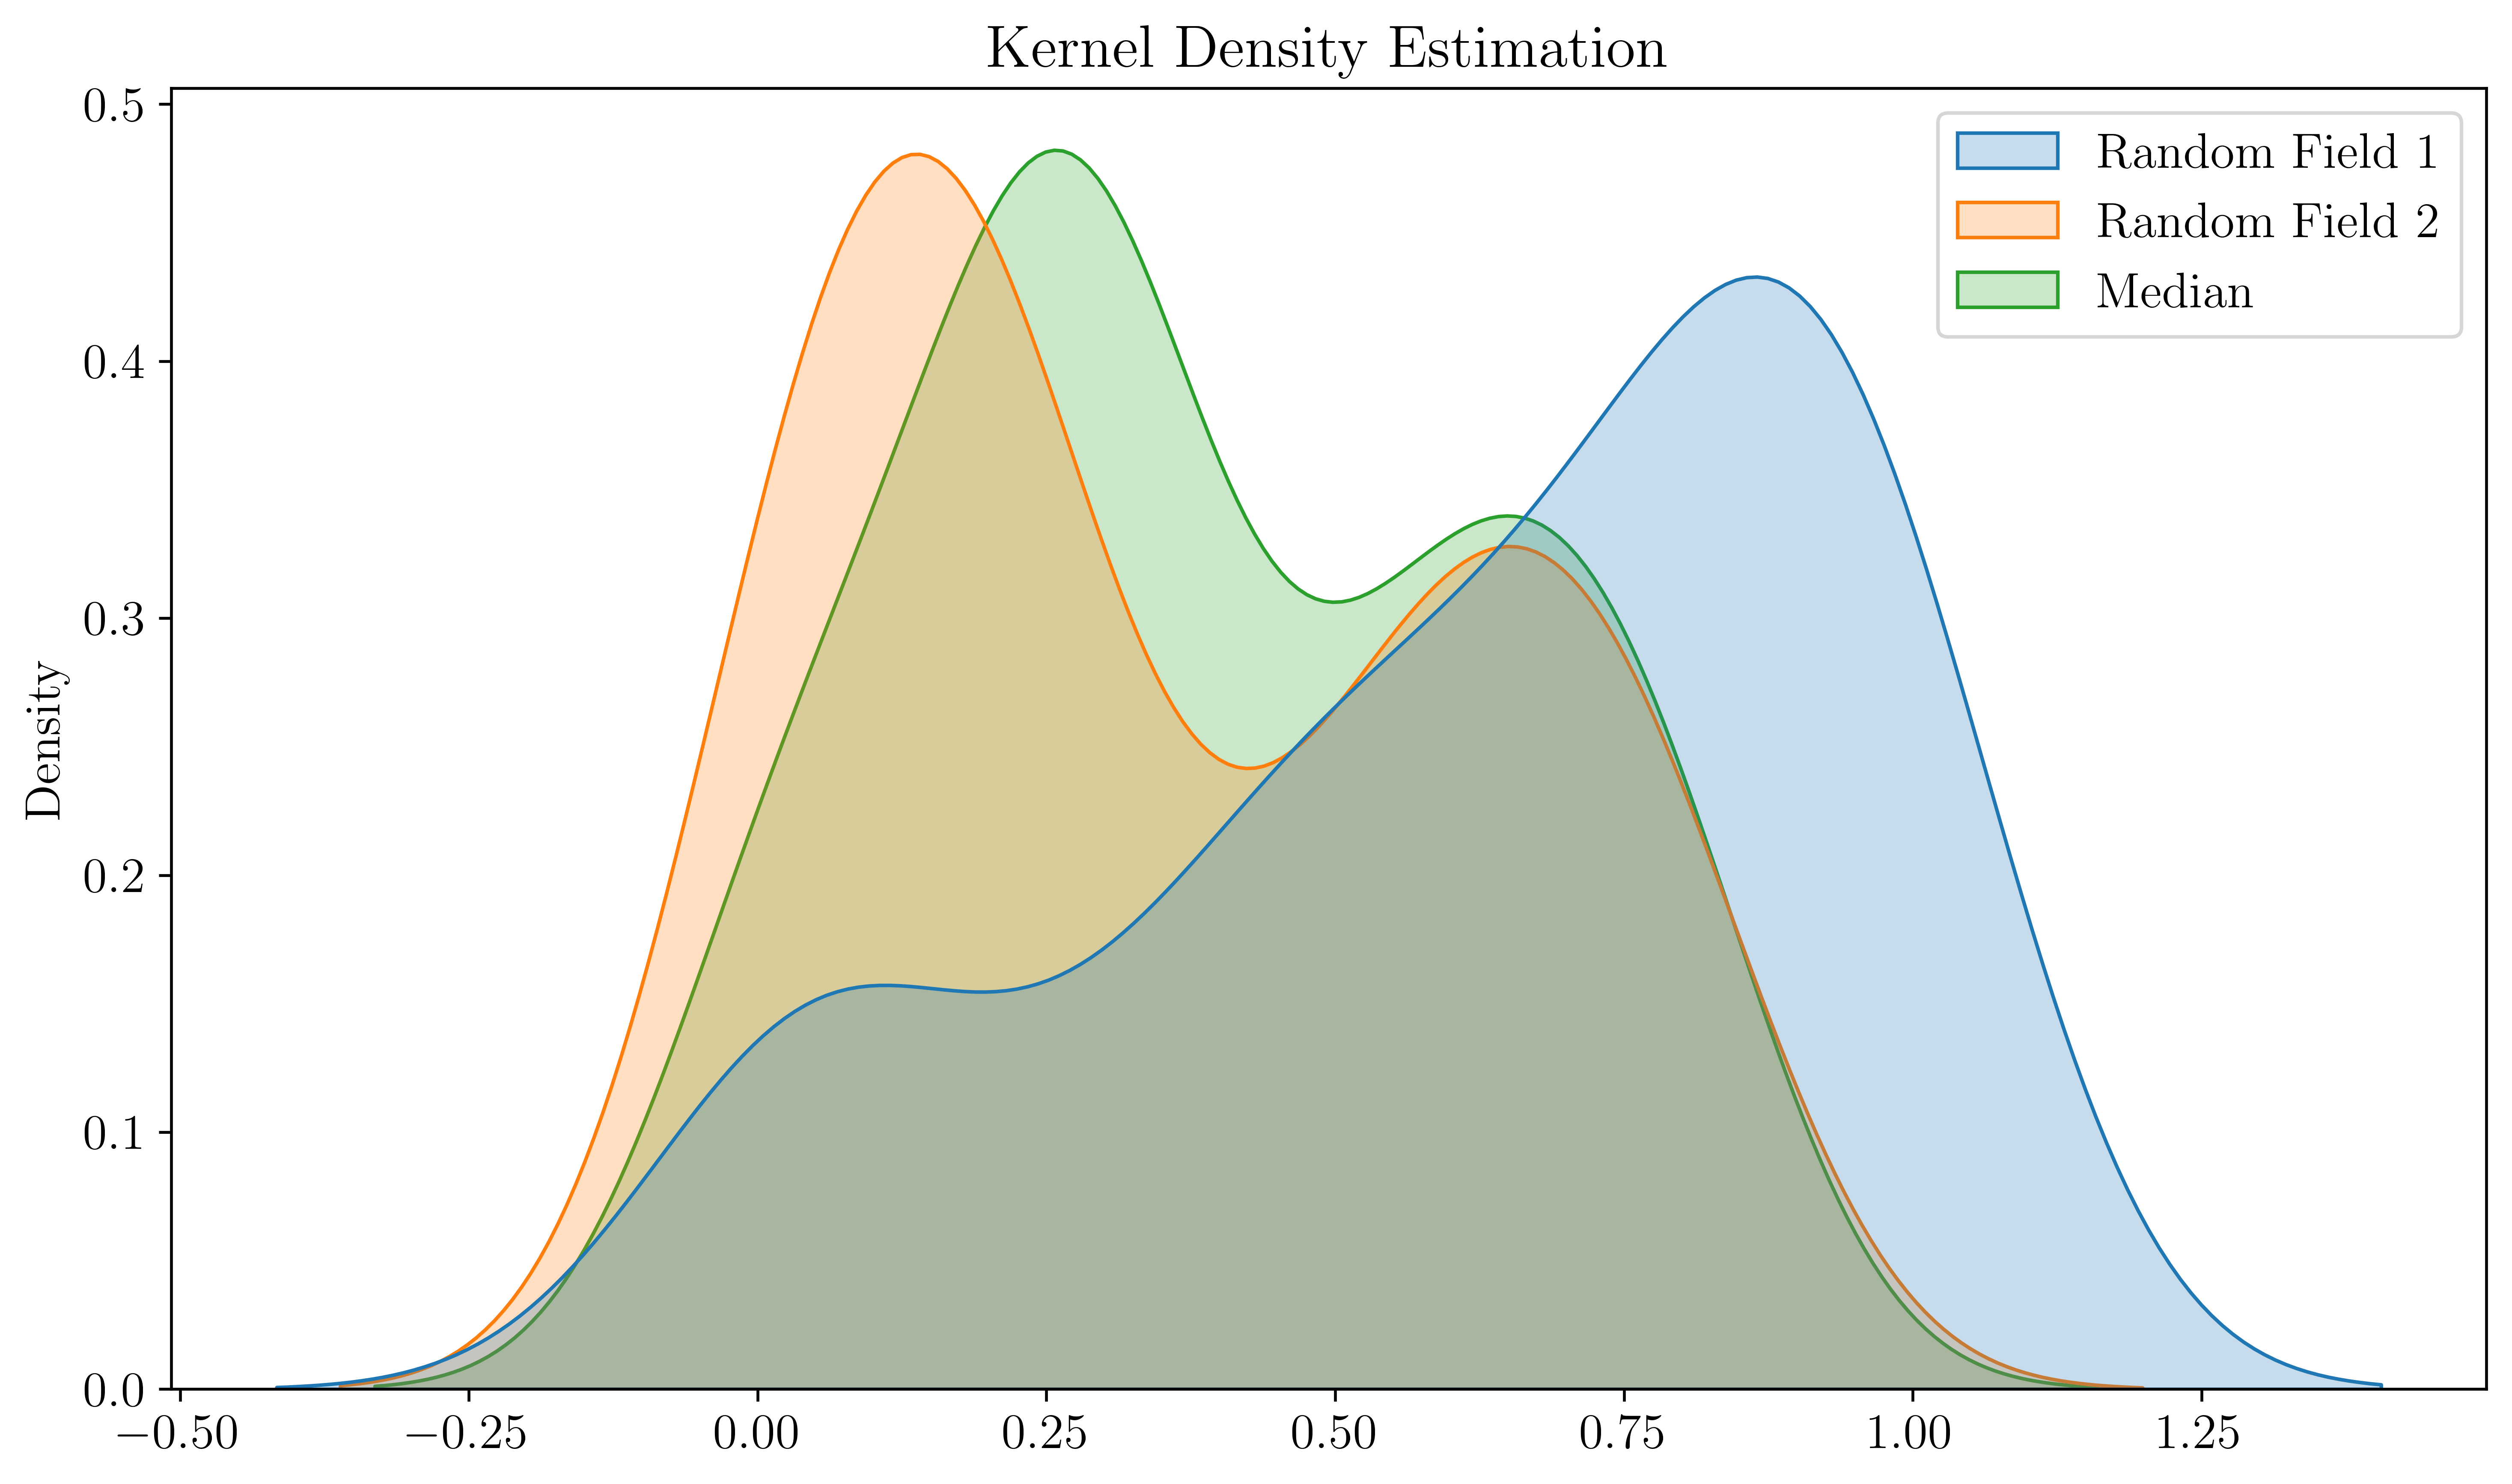 Kernel Density Estimation
Random Field 1
Random Field 2
Median
Density
0.5
0.4
0.3
0.2
0.1
0.0
−0.50 −0.25 0.00 0.25 0.50 0.75 1.00 1.25